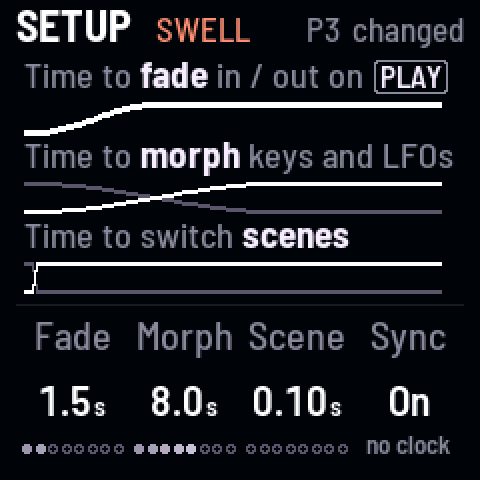 SETUP SWELL P3 changed
Time to fade in / out on PLAY
Time to morph keys and LFOs
Time to switch scenes
Fade Morph Scene Sync
1.5s 8.0s 0.10s On
no clock